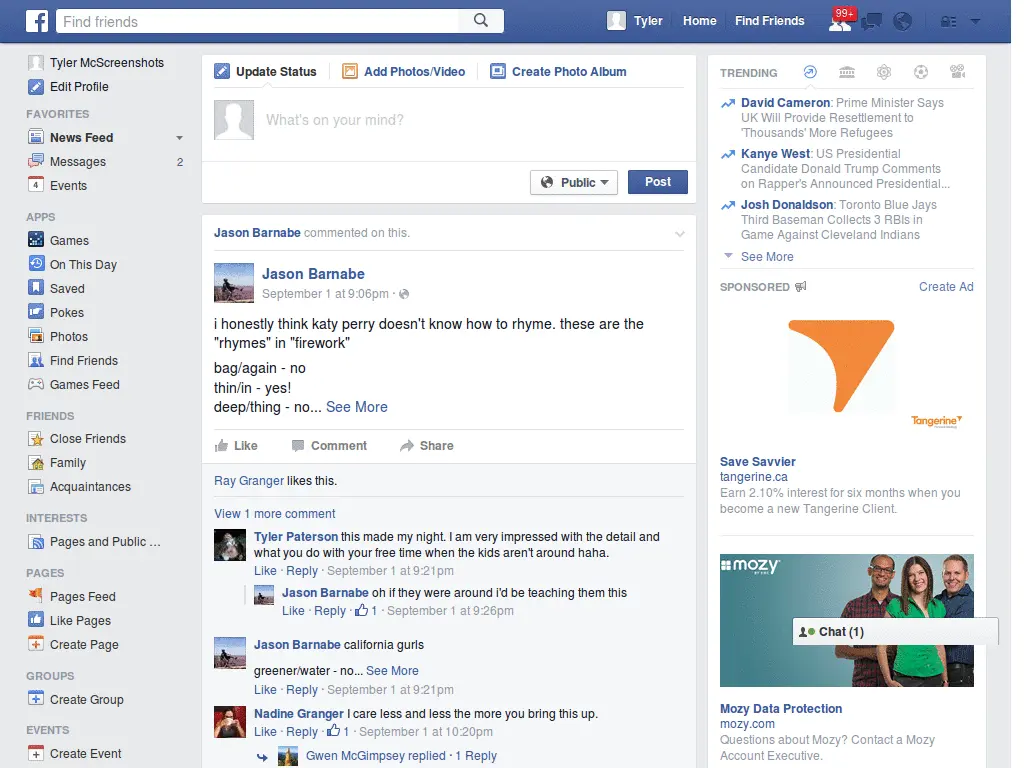 f
Find friends
Tyler
Home
Find Friends
99+
Tyler McScreenshots
Edit Profile
FAVORITES
News Feed
Messages 2
4 Events
APPS
Games
On This Day
Saved
Pokes
Photos
Find Friends
Games Feed
FRIENDS
Close Friends
Family
Acquaintances
INTERESTS
Pages and Public ...
PAGES
Pages Feed
Like Pages
Create Page
GROUPS
Create Group
EVENTS
Create Event
Update Status
Add Photos/Video
Create Photo Album
What's on your mind?
Public
Post
Jason Barnabe commented on this.
Jason Barnabe
September 1 at 9:06pm ·
i honestly think katy perry doesn't know how to rhyme. these are the
"rhymes" in "firework"
bag/again - no
thin/in - yes!
deep/thing - no... See More
Like
Comment
Share
Ray Granger likes this.
View 1 more comment
Tyler Paterson this made my night. I am very impressed with the detail and
what you do with your free time when the kids aren't around haha.
Like · Reply · September 1 at 9:21pm
Jason Barnabe oh if they were around i'd be teaching them this
Like · Reply · 1 · September 1 at 9:26pm
Jason Barnabe california gurls
greener/water - no... See More
Like · Reply · September 1 at 9:21pm
Nadine Granger I care less and less the more you bring this up.
Like · Reply · 1 · September 1 at 10:20pm
Gwen McGimpsey replied · 1 Reply
TRENDING
David Cameron: Prime Minister Says
UK Will Provide Resettlement to
'Thousands' More Refugees
Kanye West: US Presidential
Candidate Donald Trump Comments
on Rapper's Announced Presidential...
Josh Donaldson: Toronto Blue Jays
Third Baseman Collects 3 RBIs in
Game Against Cleveland Indians
See More
SPONSORED
Create Ad
Tangerine
Save Savvier
tangerine.ca
Earn 2.10% interest for six months when you
become a new Tangerine Client.
mozy
Chat (1)
Mozy Data Protection
mozy.com
Questions about Mozy? Contact a Mozy
Account Executive.